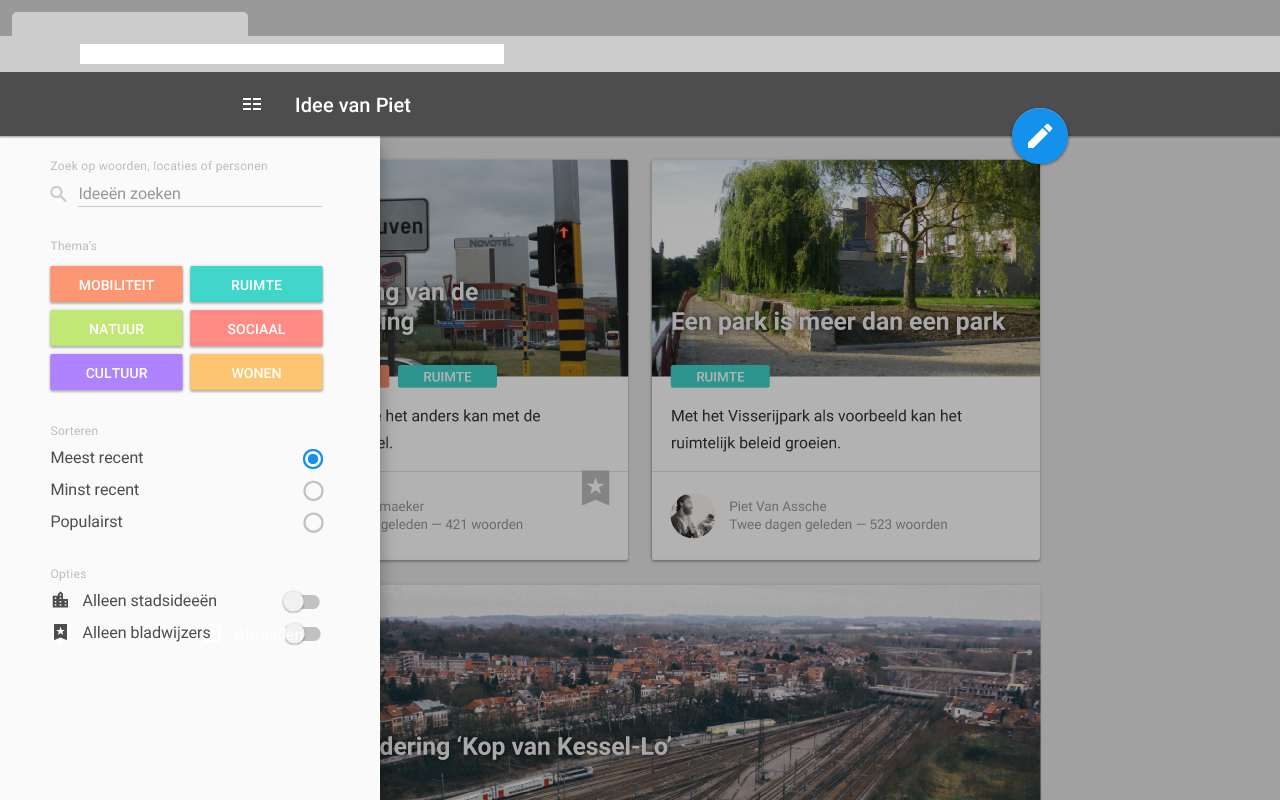 Idee van Piet
Zoek op woorden, locaties of personen
Ideeën zoeken
Thema's
MOBILITEIT
RUIMTE
NATUUR
SOCIAAL
CULTUUR
WONEN
Sorteren
Meest recent
Minst recent
Populairst
Opties
Alleen stadsideeën
Alleen bladwijzers
Afmelden
uven
NOVOTEL
ng van de
ing
RUIMTE
het anders kan met de
el.
maeker
geleden — 421 woorden
Een park is meer dan een park
RUIMTE
Met het Visserijpark als voorbeeld kan het
ruimtelijk beleid groeien.
Piet Van Assche
Twee dagen geleden — 523 woorden
dering ‘Kop van Kessel-Lo’